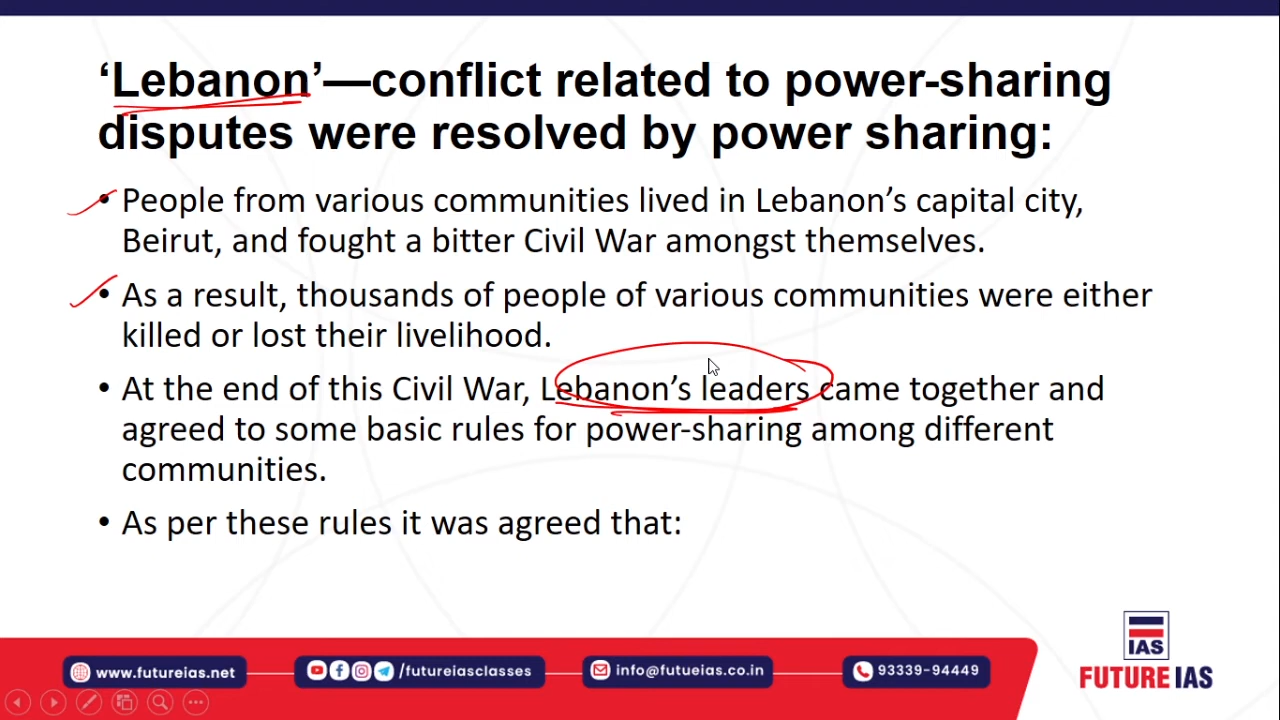 ‘Lebanon’—conflict related to power-sharing
disputes were resolved by power sharing:
• People from various communities lived in Lebanon’s capital city,
Beirut, and fought a bitter Civil War amongst themselves.
• As a result, thousands of people of various communities were either
killed or lost their livelihood.
• At the end of this Civil War, Lebanon’s leaders came together and
agreed to some basic rules for power-sharing among different
communities.
• As per these rules it was agreed that:
www.futureias.net
/futureiasclasses
info@futueias.co.in
93339-94449
IAS
FUTURE IAS